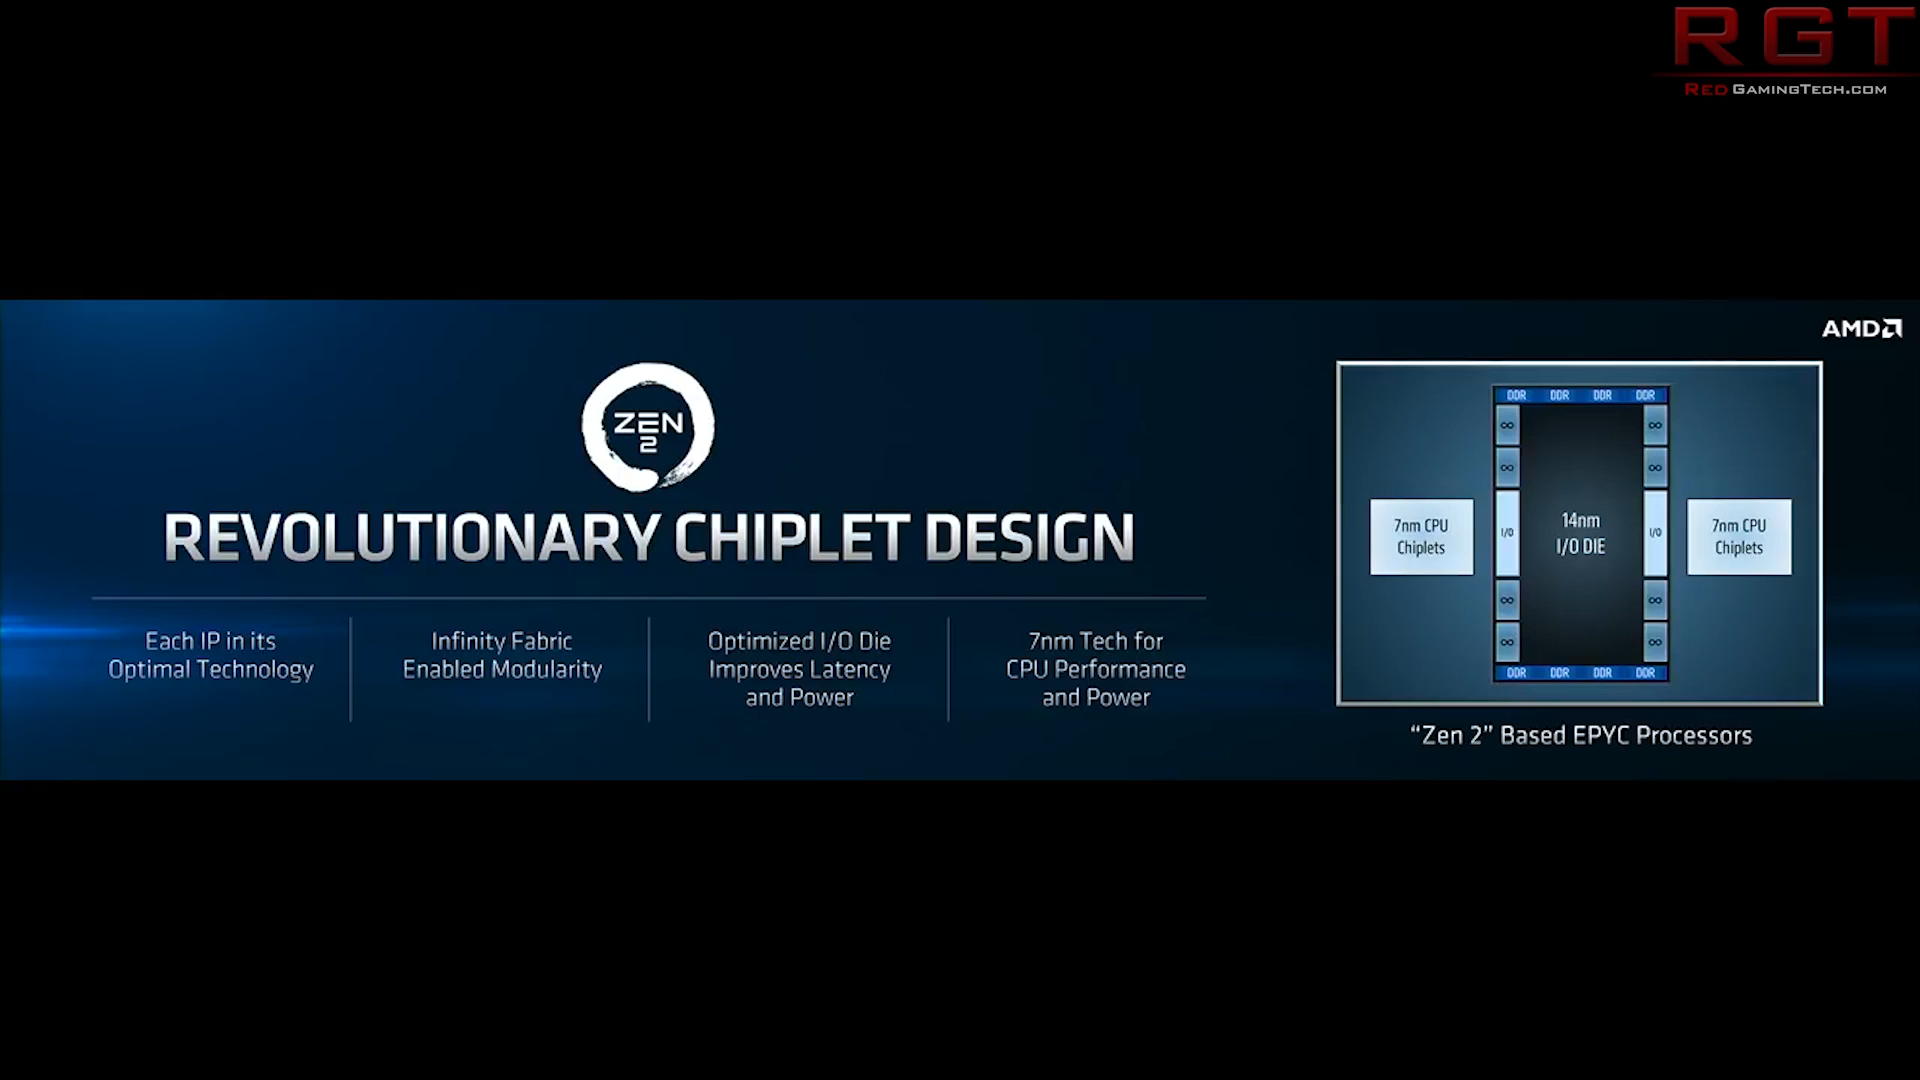 RGT
RED GAMINGTECH.COM
AMD
ZEN
2
REVOLUTIONARY CHIPLET DESIGN
Each IP in its
Optimal Technology
Infinity Fabric
Enabled Modularity
Optimized I/O Die
Improves Latency
and Power
7nm Tech for
CPU Performance
and Power
DDR DDR DDR DDR
∞ ∞
∞ ∞
7nm CPU
Chiplets
I/O
14nm
I/O DIE
I/O
7nm CPU
Chiplets
∞ ∞
∞ ∞
DDR DDR DDR DDR
“Zen 2” Based EPYC Processors